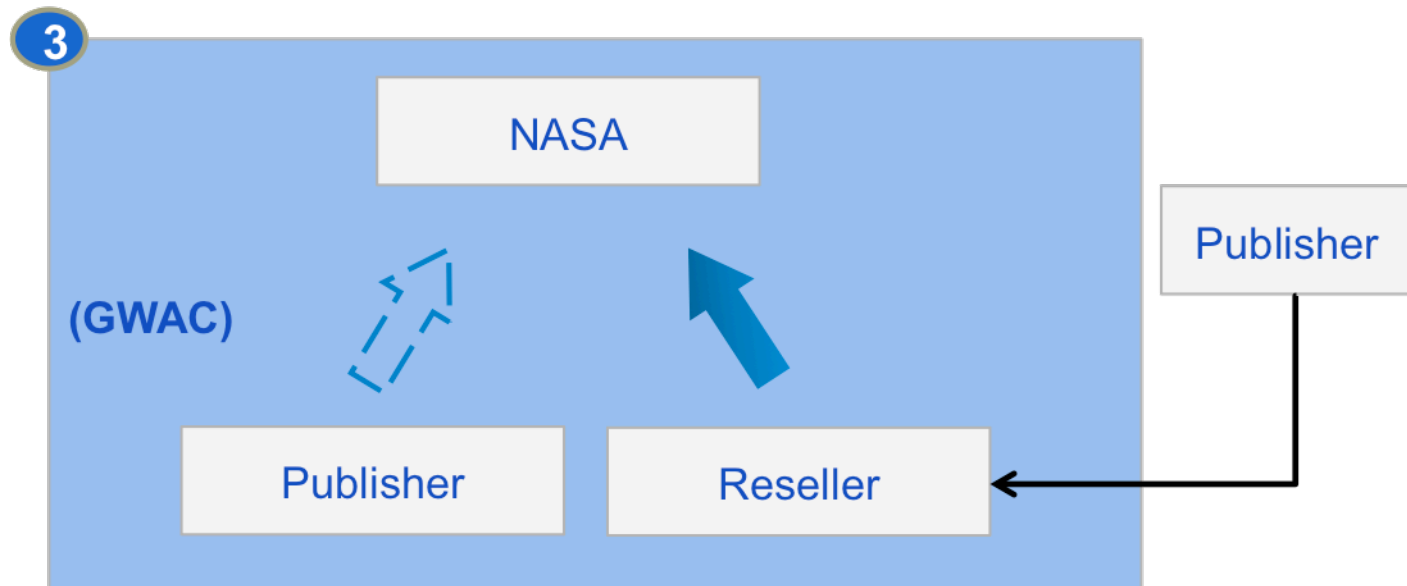 3
NASA
Publisher
(GWAC)
Publisher
Reseller